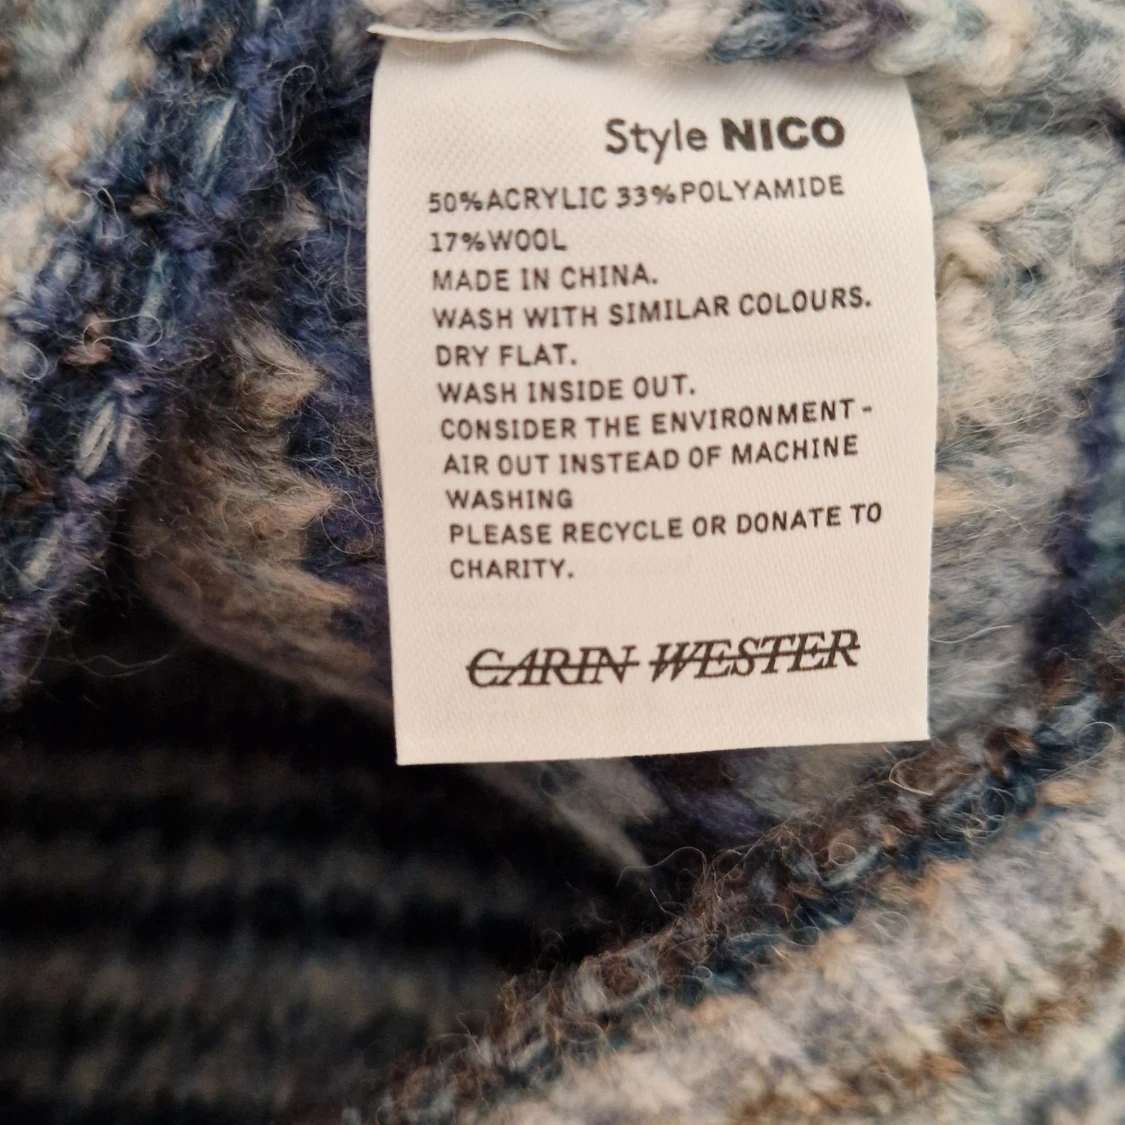 Style NICO
50%ACRYLIC 33%POLYAMIDE
17%WOOL
MADE IN CHINA.
WASH WITH SIMILAR COLOURS.
DRY FLAT.
WASH INSIDE OUT.
CONSIDER THE ENVIRONMENT -
AIR OUT INSTEAD OF MACHINE
WASHING
PLEASE RECYCLE OR DONATE TO
CHARITY.
CARIN WESTER